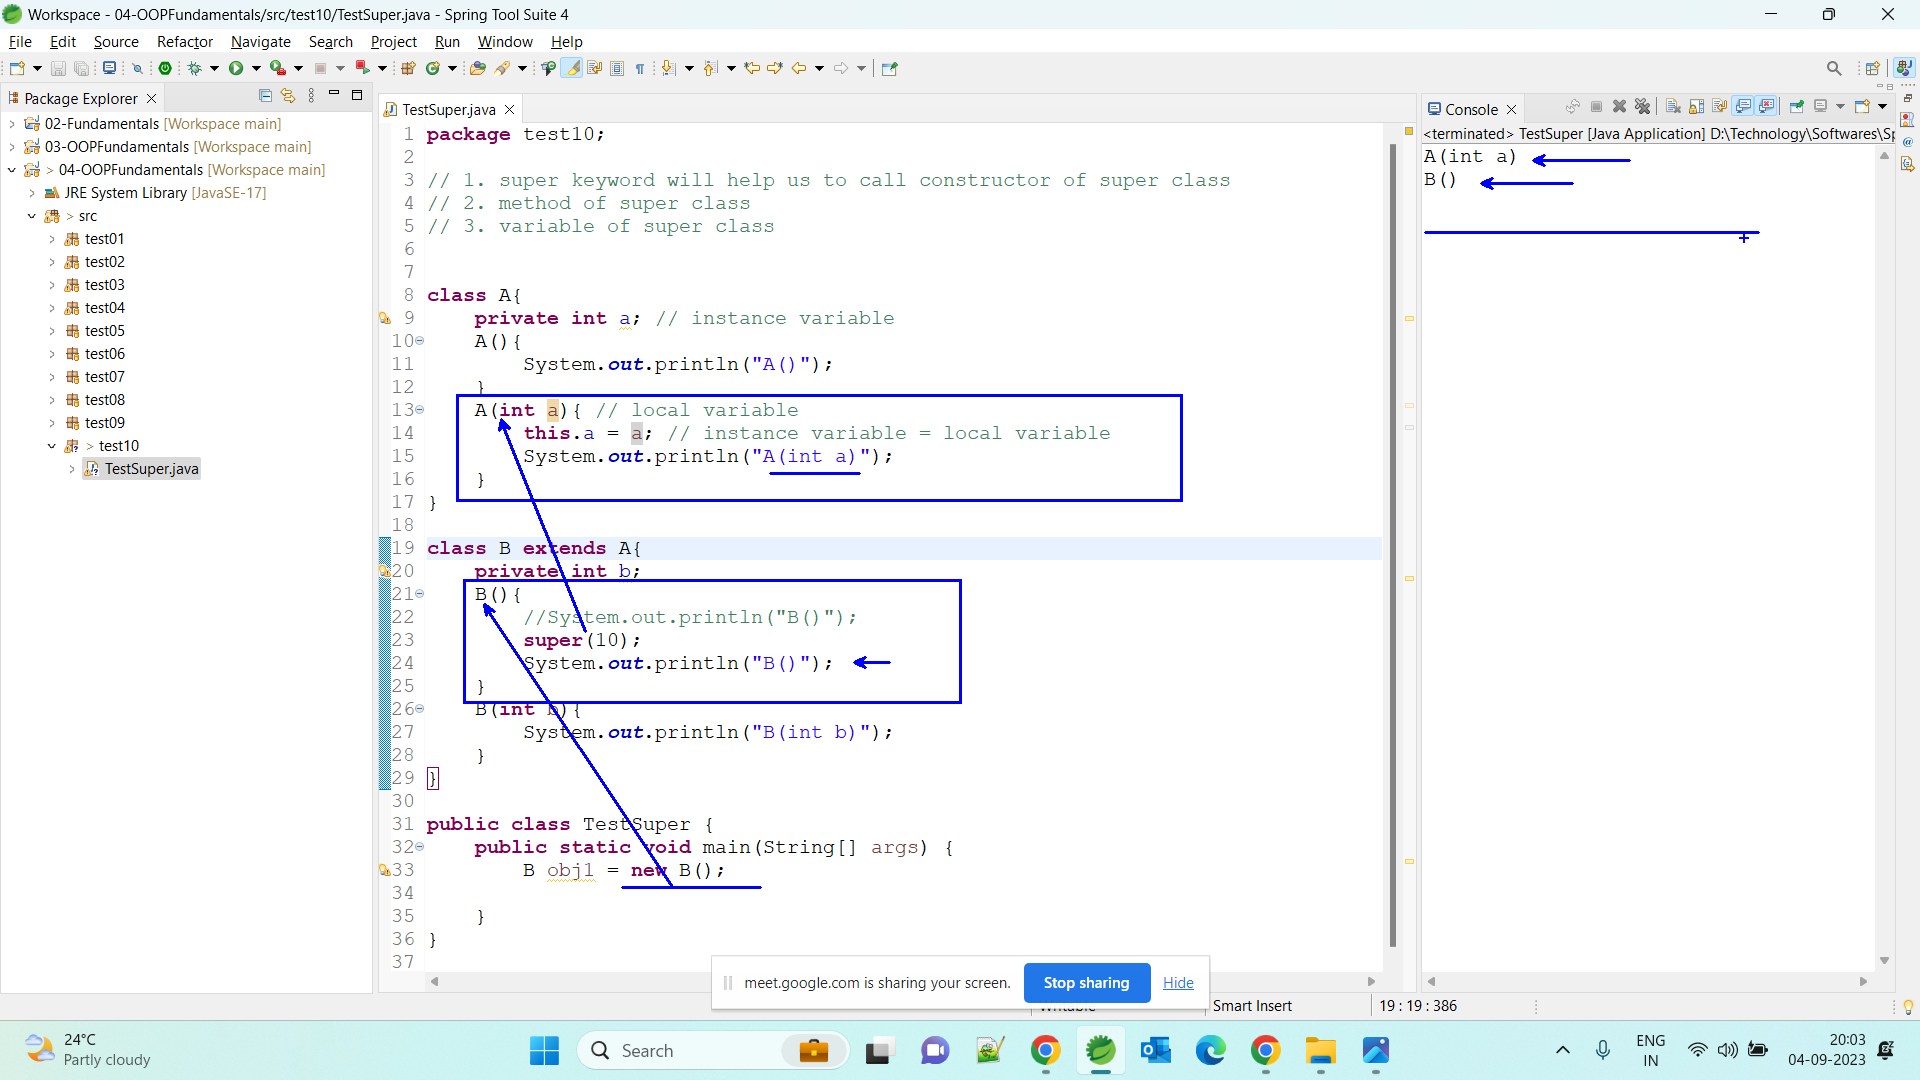 Workspace - 04-OOPFundamentals/src/test10/TestSuper.java - Spring Tool Suite 4
File Edit Source Refactor Navigate Search Project Run Window Help
Package Explorer
02-Fundamentals [Workspace main]
03-OOPFundamentals [Workspace main]
> 04-OOPFundamentals [Workspace main]
JRE System Library [JavaSE-17]
> src
test01
test02
test03
test04
test05
test06
test07
test08
test09
> test10
TestSuper.java
TestSuper.java
1 package test10;
2
3 // 1. super keyword will help us to call constructor of super class
4 // 2. method of super class
5 // 3. variable of super class
6
7
8 class A{
9 private int a; // instance variable
10 A(){
11 System.out.println("A()");
12 }
13 A(int a){ // local variable
14 this.a = a; // instance variable = local variable
15 System.out.println("A(int a)");
16 }
17 }
18
19 class B extends A{
20 private int b;
21 B(){
22 //System.out.println("B()");
23 super(10);
24 System.out.println("B()");
25 }
26 B(int b){
27 System.out.println("B(int b)");
28 }
29 }
30
31 public class TestSuper {
32 public static void main(String[] args) {
33 B obj1 = new B();
34
35 }
36 }
37
Console
<terminated> TestSuper [Java Application] D:\Technology\Softwares\Sp
A(int a)
B()
meet.google.com is sharing your screen. Stop sharing Hide
Writable Smart Insert 19 : 19 : 386
24°C
Partly cloudy
Search
ENG
IN
20:03
04-09-2023